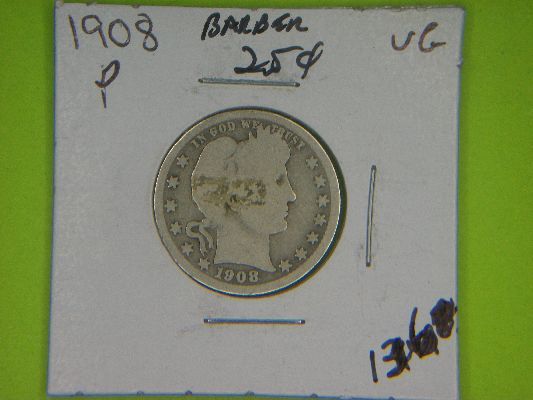 1908 BARBER VG
P 25¢
IN GOD WE TRUST
1908